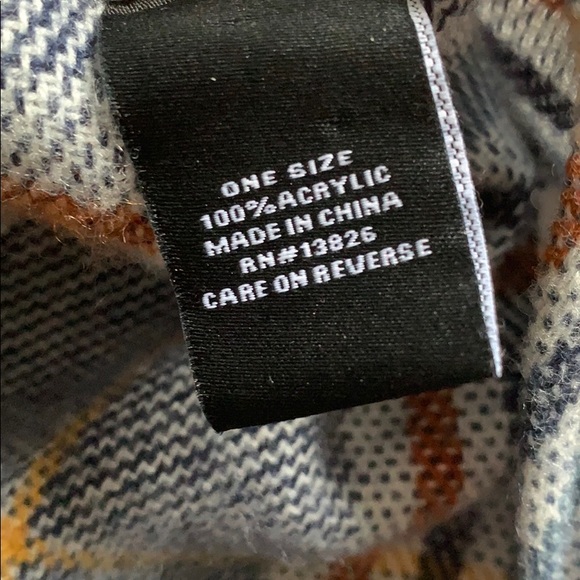 ONE SIZE
100%ACRYLIC
MADE IN CHINA
RN#13826
CARE ON REVERSE